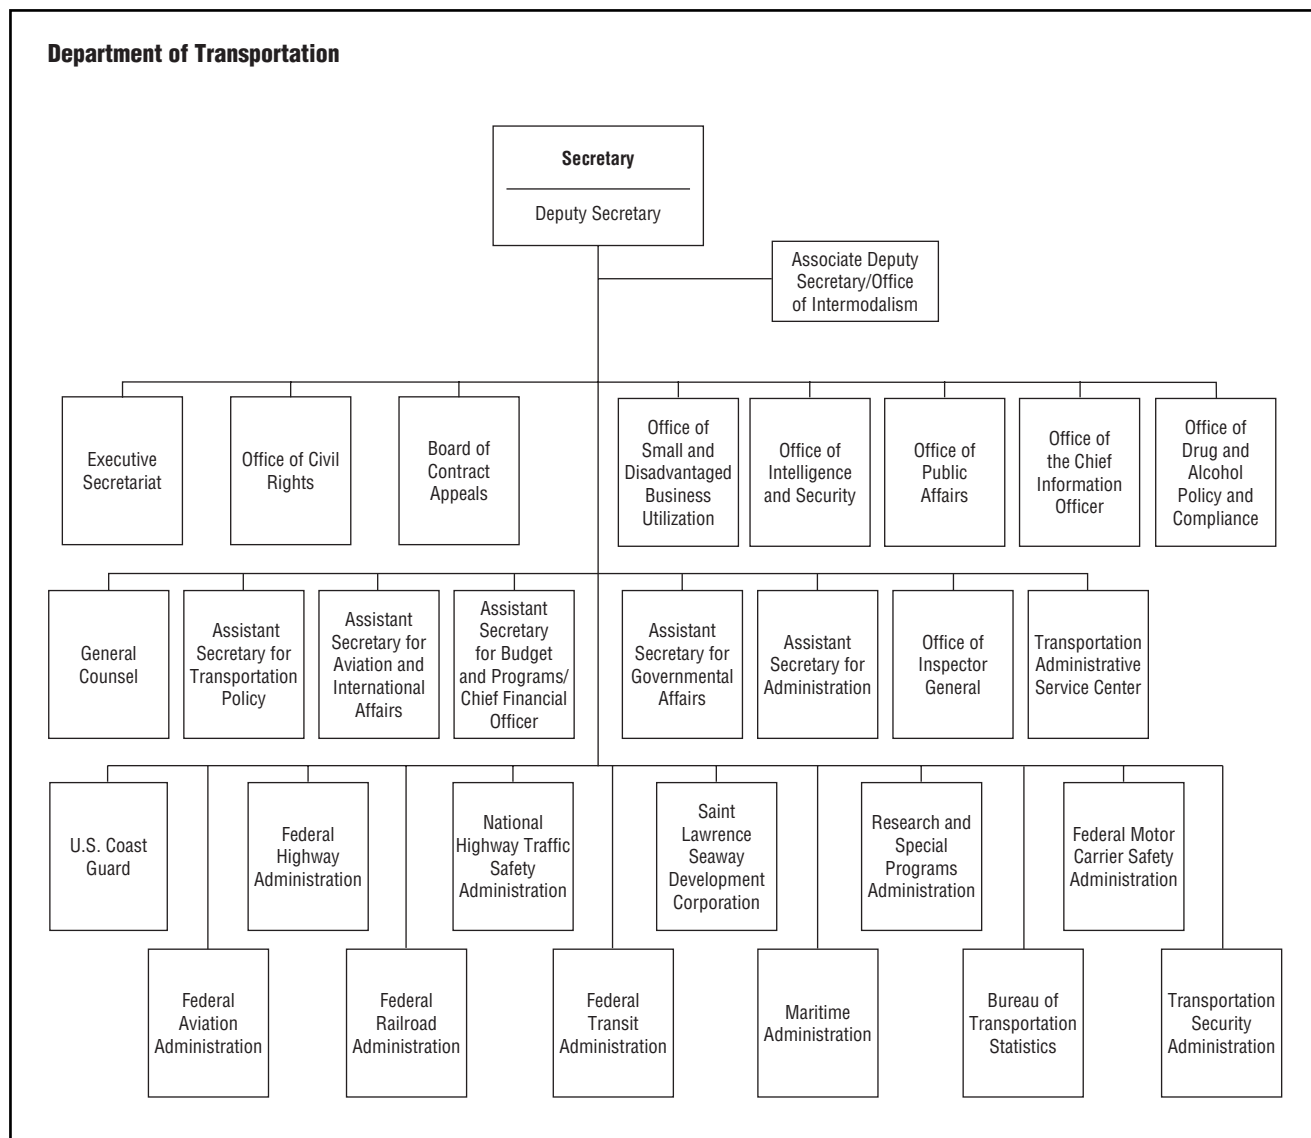 Department of Transportation
Secretary
Deputy Secretary
Associate Deputy
Secretary/Office
of Intermodalism
Executive
Secretariat
Office of Civil
Rights
Board of
Contract
Appeals
Office of
Small and
Disadvantaged
Business
Utilization
Office of
Intelligence
and Security
Office of
Public
Affairs
Office of
the Chief
Information
Officer
Office of
Drug and
Alcohol
Policy and
Compliance
General
Counsel
Assistant
Secretary for
Transportation
Policy
Assistant
Secretary for
Aviation and
International
Affairs
Assistant
Secretary
for Budget
and Programs/
Chief Financial
Officer
Assistant
Secretary for
Governmental
Affairs
Assistant
Secretary for
Administration
Office of
Inspector
General
Transportation
Administrative
Service Center
U.S. Coast
Guard
Federal
Highway
Administration
National
Highway Traffic
Safety
Administration
Saint
Lawrence
Seaway
Development
Corporation
Research and
Special
Programs
Administration
Federal Motor
Carrier Safety
Administration
Federal
Aviation
Administration
Federal
Railroad
Administration
Federal
Transit
Administration
Maritime
Administration
Bureau of
Transportation
Statistics
Transportation
Security
Administration